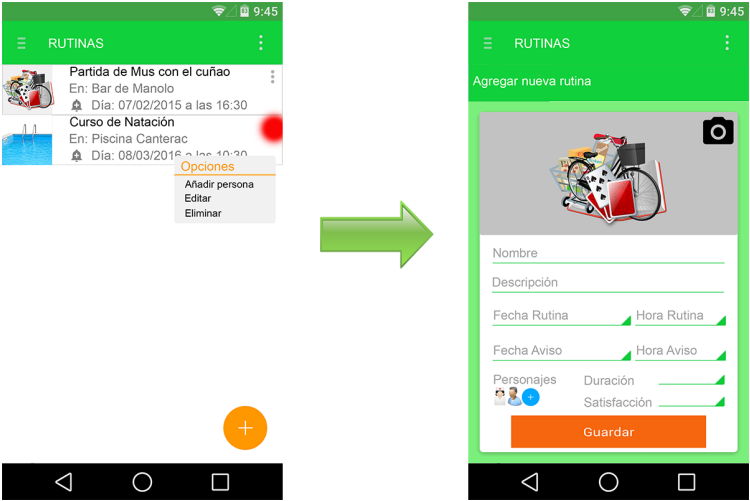 9:45
RUTINAS
Partida de Mus con el cuñao
En: Bar de Manolo
Día: 07/02/2015 a las 16:30
Curso de Natación
En: Piscina Canterac
Día: 08/03/2016 a las 10:30
Opciones
Añadir persona
Editar
Eliminar
+
9:45
RUTINAS
Agregar nueva rutina
Nombre
Descripción
Fecha Rutina Hora Rutina
Fecha Aviso Hora Aviso
Personajes Duración
+
Satisfacción
Guardar